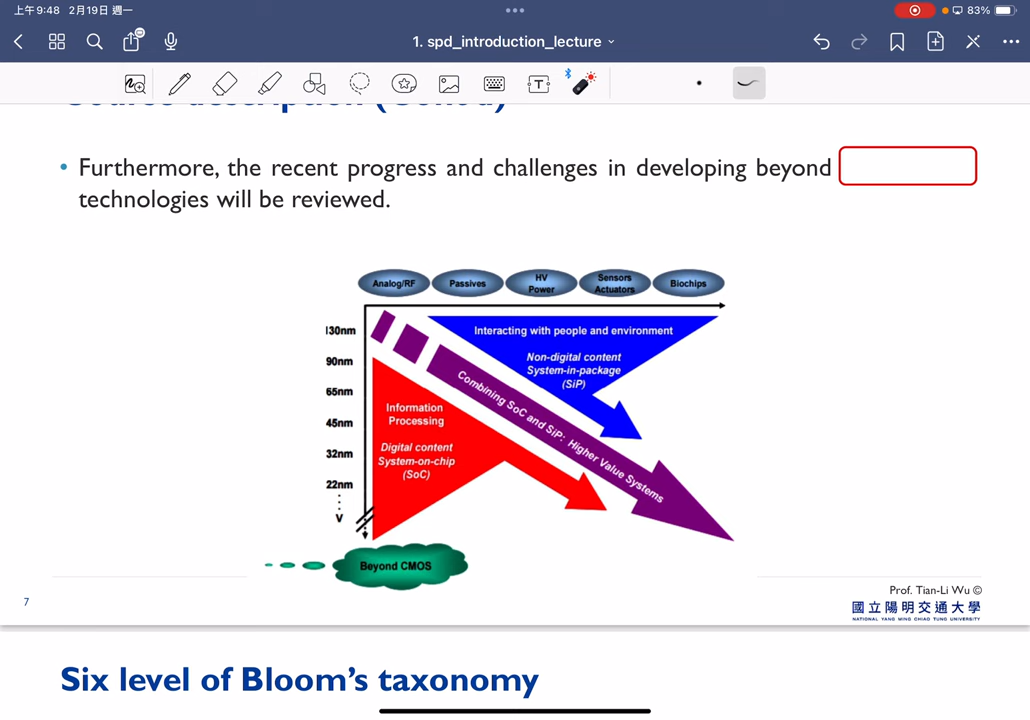 上午9:48 2月19日 週一
83%
1. spd_introduction_lecture
Furthermore, the recent progress and challenges in developing beyond
technologies will be reviewed.
Analog/RF
Passives
HV
Power
Sensors
Actuators
Biochips
130nm
90nm
65nm
45nm
32nm
22nm
V
Interacting with people and environment
Non-digital content
System-in-package
(SiP)
Combining SoC and SiP: Higher Value Systems
Information
Processing
Digital content
System-on-chip
(SoC)
Beyond CMOS
7
Prof. Tian-Li Wu ©
國立陽明交通大學
NATIONAL YANG MING CHIAO TUNG UNIVERSITY
Six level of Bloom's taxonomy